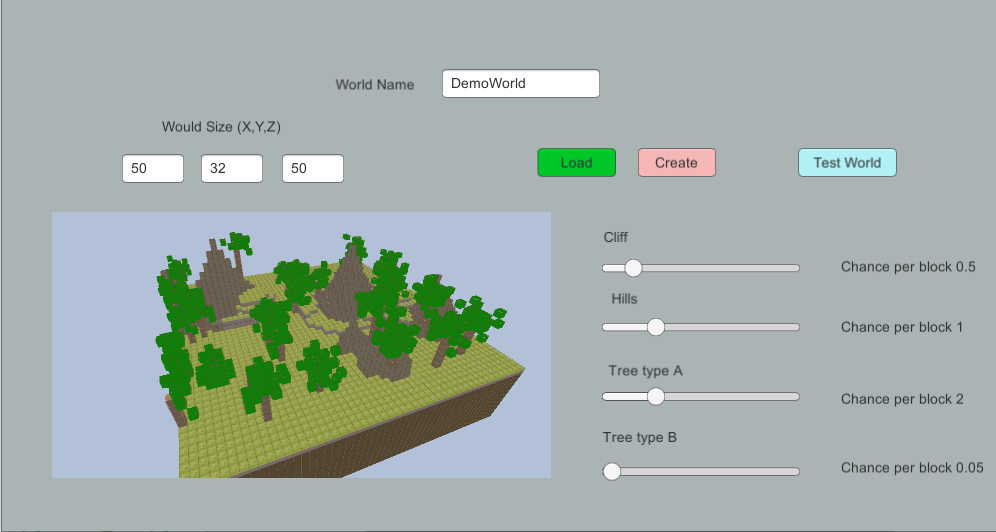 World Name
DemoWorld
Would Size (X,Y,Z)
50
32
50
Load
Create
Test World
Cliff
Chance per block 0.5
Hills
Chance per block 1
Tree type A
Chance per block 2
Tree type B
Chance per block 0.05